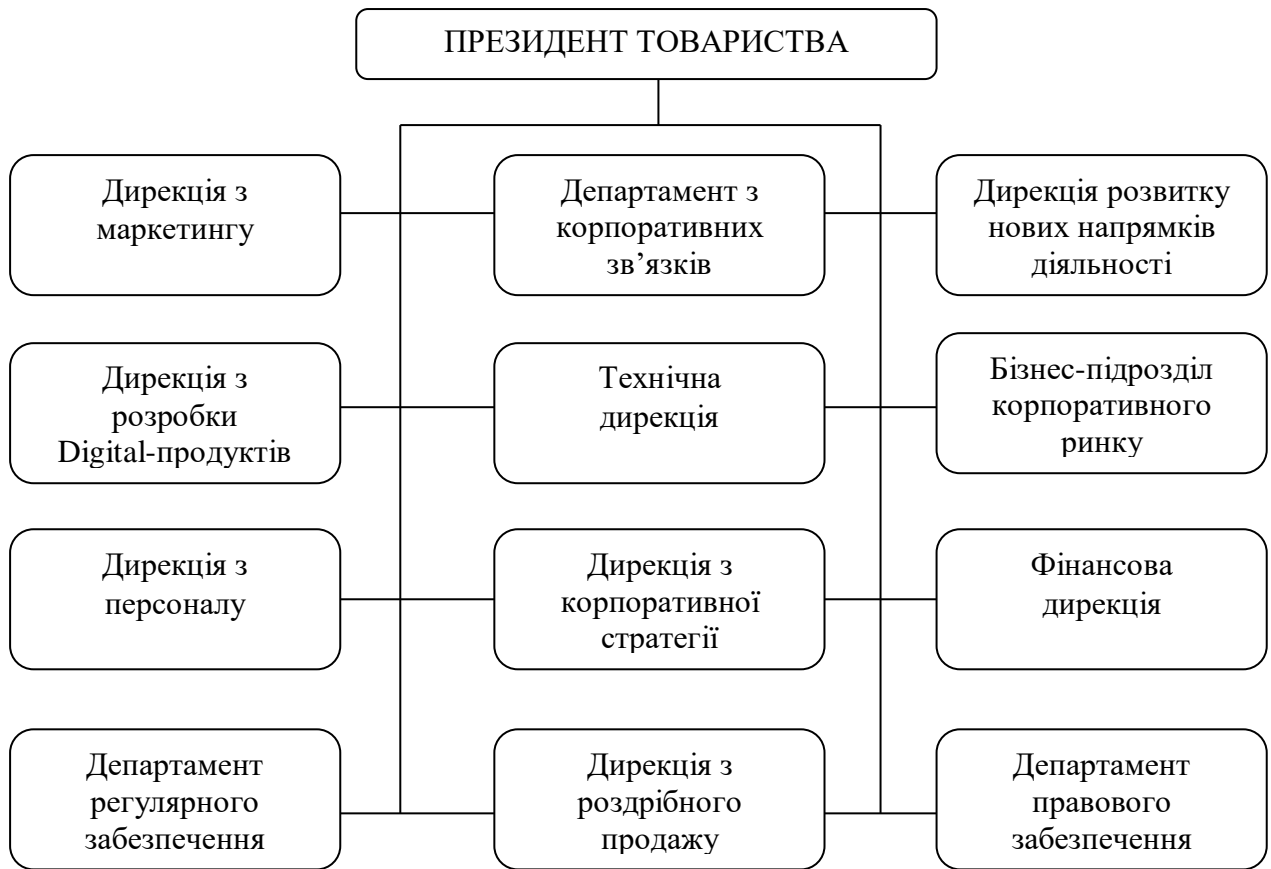 ПРЕЗИДЕНТ ТОВАРИСТВА
Дирекція з
маркетингу
Департамент з
корпоративних
зв’язків
Дирекція розвитку
нових напрямків
діяльності
Дирекція з
розробки
Digital-продуктів
Технічна
дирекція
Бізнес-підрозділ
корпоративного
ринку
Дирекція з
персоналу
Дирекція з
корпоративної
стратегії
Фінансова
дирекція
Департамент
регулярного
забезпечення
Дирекція з
роздрібного
продажу
Департамент
правового
забезпечення